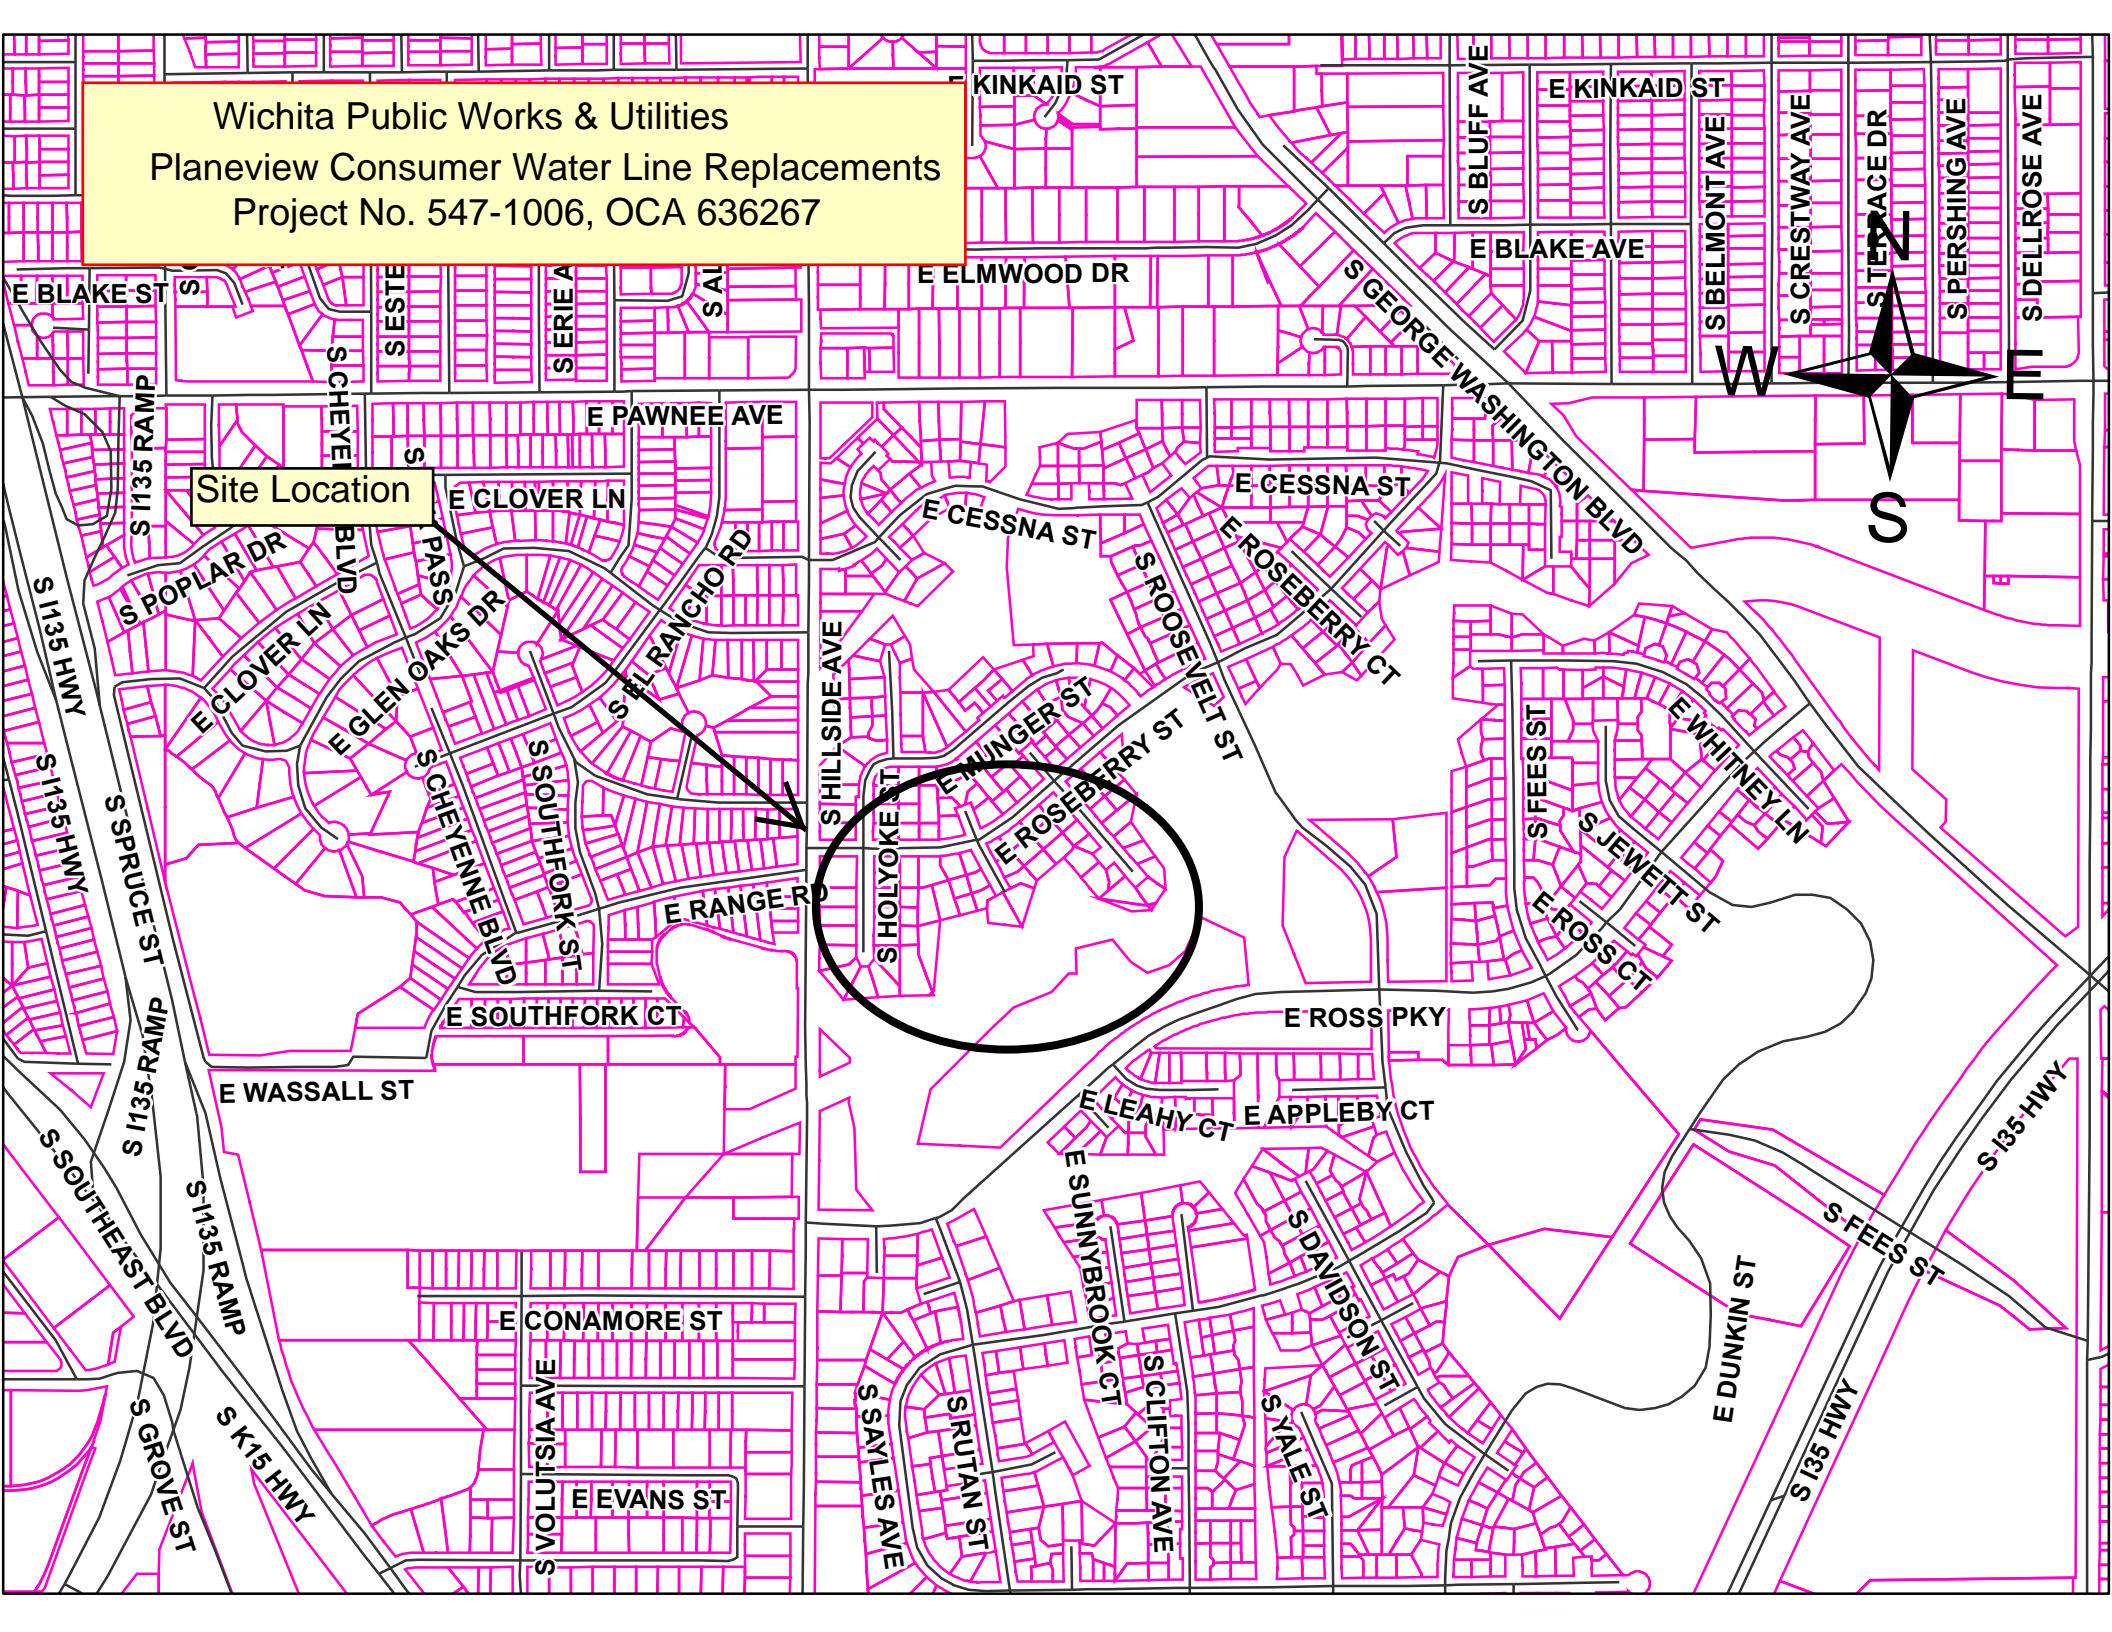 Wichita Public Works & Utilities
Planeview Consumer Water Line Replacements
Project No. 547-1006, OCA 636267
E KINKAID ST
E KINKAID ST
S BLUFF AVE
S BELMONT AVE
S CRESTWAY AVE
S TERRACE DR
S PERSHING AVE
S DELLROSE AVE
N
W
E
S
E BLAKE AVE
E ELMWOOD DR
E BLAKE ST
S ESTE
S ERIE A
S AL
S GEORGE WASHINGTON BLVD
S CHEYE
BLVD
S I135 RAMP
E PAWNEE AVE
Site Location
S
PASS
E CLOVER LN
E CESSNA ST
E CESSNA ST
S POPLAR DR
E CLOVER LN
E GLEN OAKS DR
S EL RANCHO RD
S ROOSEVELT ST
E ROSEBERRY CT
S I135 HWY
S I135 HWY
S HILLSIDE AVE
E MUNGER ST
E ROSEBERRY ST
S HOLYOKE ST
S FEES ST
E WHITNEY LN
S JEWETT ST
E ROSS CT
S SPRUCE ST
S CHEYENNE BLVD
S SOUTHFORK ST
E RANGE RD
E SOUTHFORK CT
E ROSS PKY
S I135 RAMP
E WASSALL ST
E LEAHY CT
E APPLEBY CT
S I35 HWY
S SOUTHEAST BLVD
S I135 RAMP
E SUNNYBROOK CT
S DAVIDSON ST
S FEES ST
E DUNKIN ST
E CONAMORE ST
S VOLUTSIA AVE
S GROVE ST
S K15 HWY
E EVANS ST
S SAYLES AVE
S RUTAN ST
S CLIFTON AVE
S YALE ST
S I35 HWY